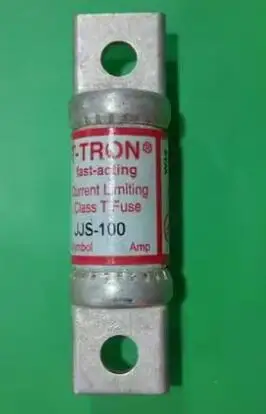 T-TRON®
fast-acting
Current Limiting
Class T Fuse
JJS-100
Symbol Amp